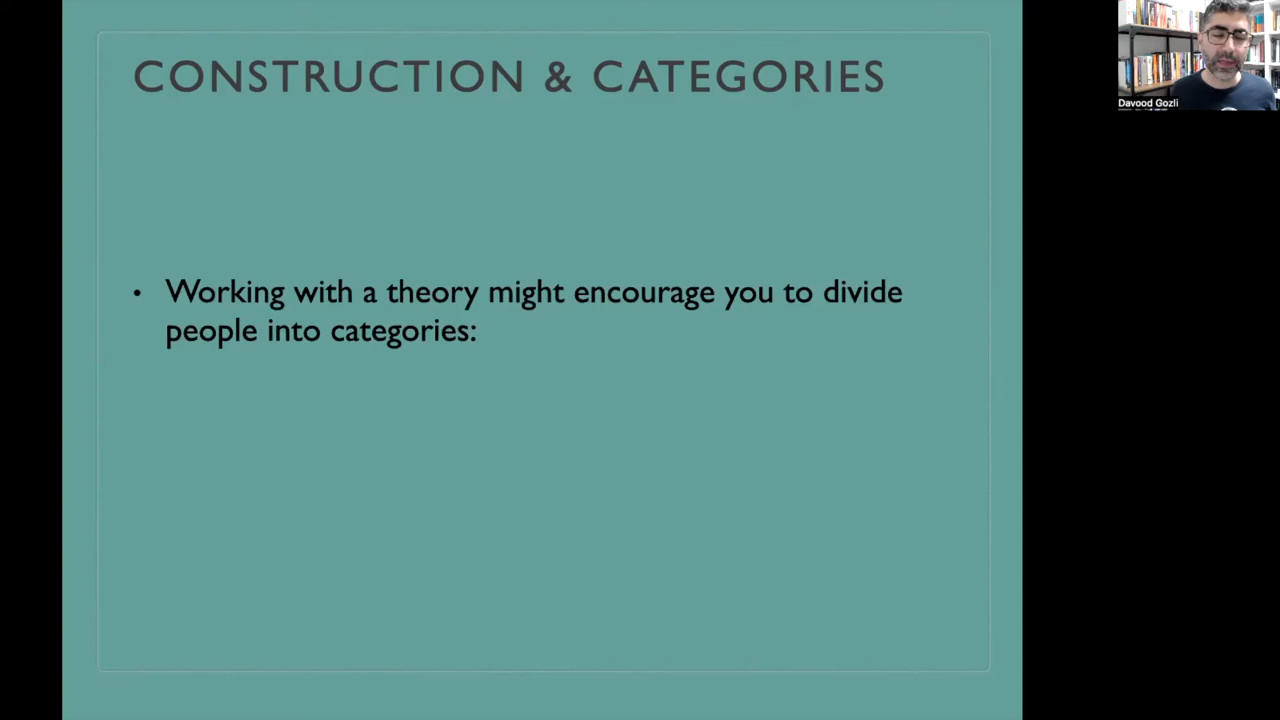 CONSTRUCTION & CATEGORIES
• Working with a theory might encourage you to divide
people into categories:
Davood Gozli